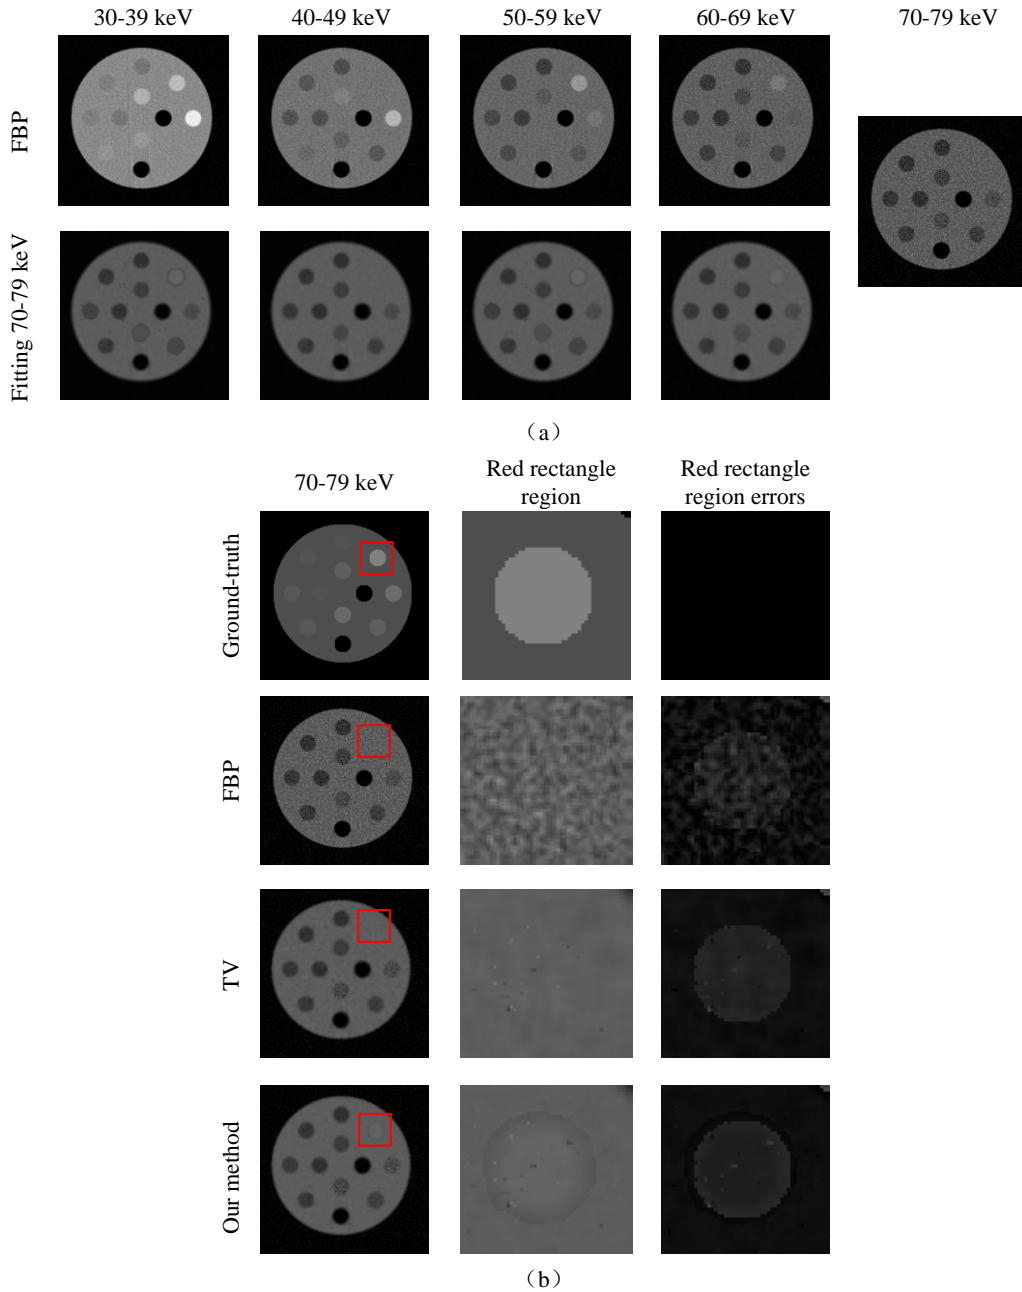 30-39 keV
40-49 keV
50-59 keV
60-69 keV
70-79 keV
FBP
Fitting 70-79 keV
（a）
70-79 keV
Red rectangle
region
Red rectangle
region errors
Ground-truth
FBP
TV
Our method
（b）